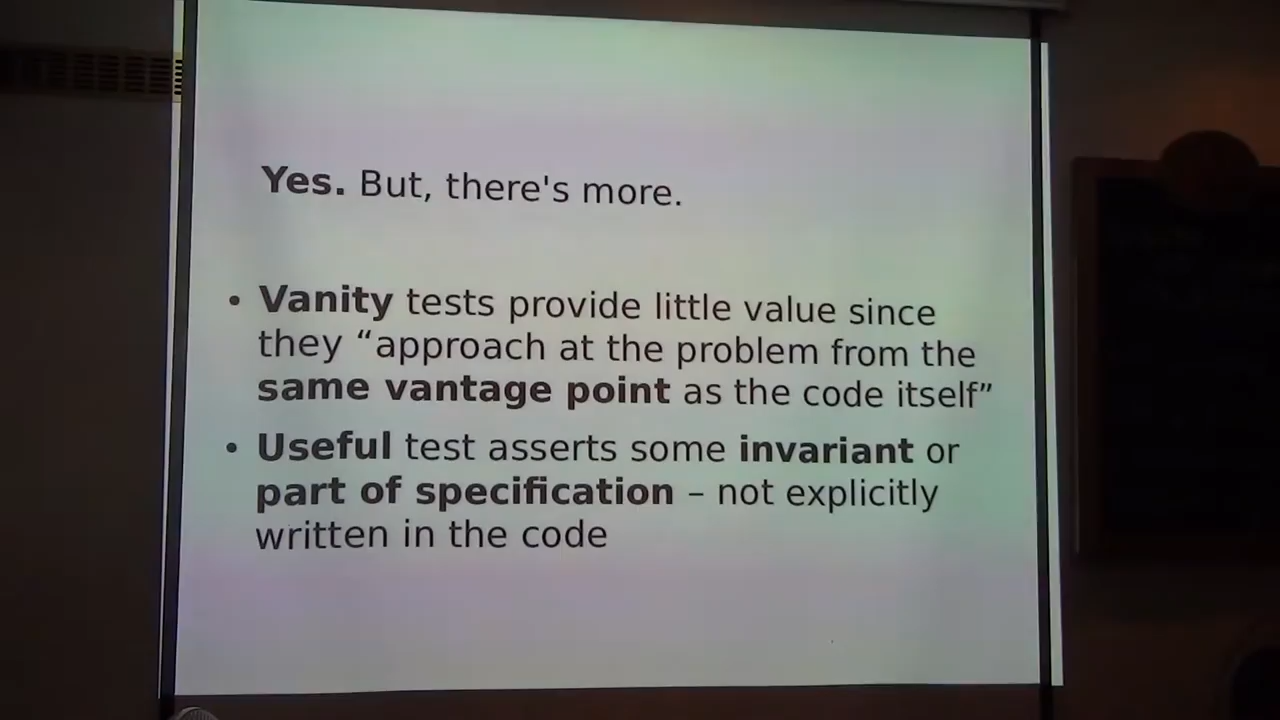 Yes. But, there's more.
• Vanity tests provide little value since
they “approach at the problem from the
same vantage point as the code itself”
• Useful test asserts some invariant or
part of specification – not explicitly
written in the code